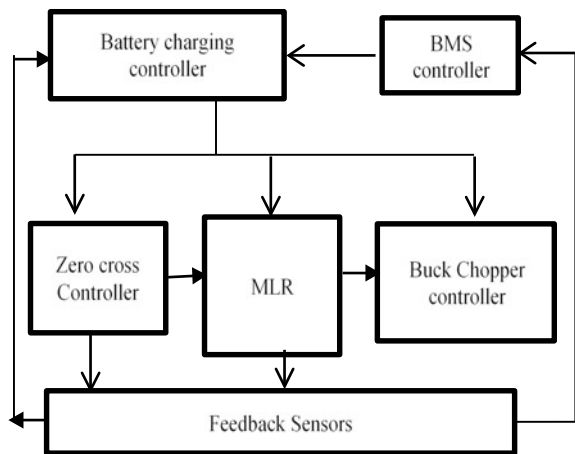 Battery charging
controller
BMS
controller
Zero cross
Controller
MLR
Buck Chopper
controller
Feedback Sensors